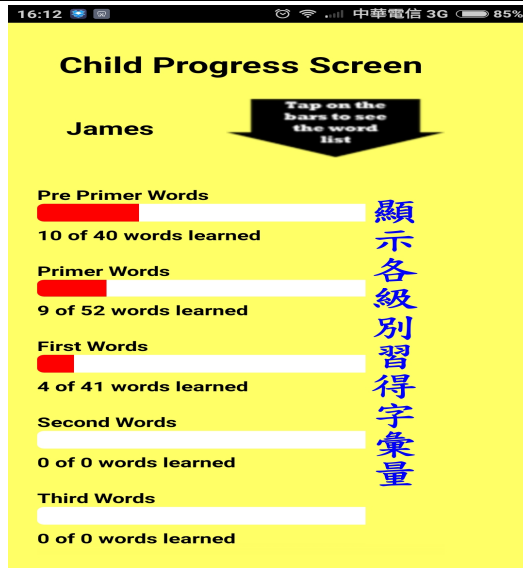 16:12 中華電信 3G 85%
Child Progress Screen
James
Tap on the
bars to see
the word
list
Pre Primer Words
10 of 40 words learned
Primer Words
9 of 52 words learned
First Words
4 of 41 words learned
Second Words
0 of 0 words learned
Third Words
0 of 0 words learned
顯示各級別習得字彙量